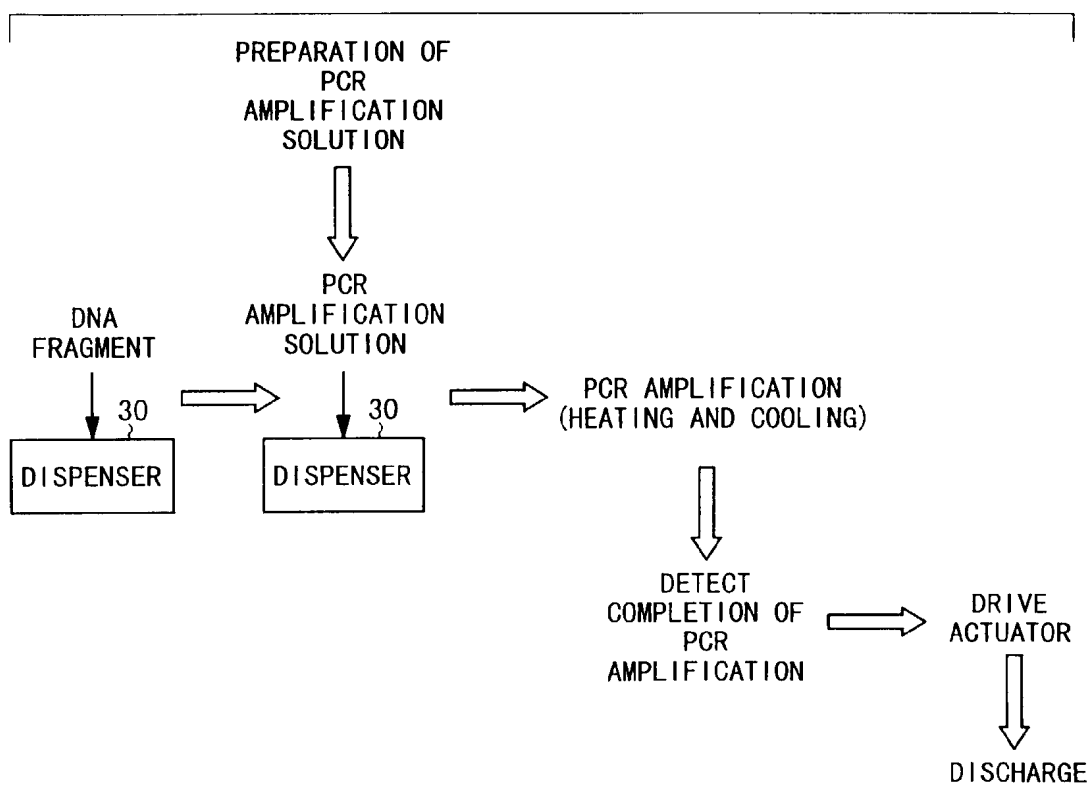 PREPARATION OF
PCR
AMPLIFICATION
SOLUTION
PCR
AMPLIFICATION
SOLUTION
DNA
FRAGMENT
30
DISPENSER
30
DISPENSER
PCR AMPLIFICATION
(HEATING AND COOLING)
DETECT
COMPLETION OF
PCR
AMPLIFICATION
DRIVE
ACTUATOR
DISCHARGE